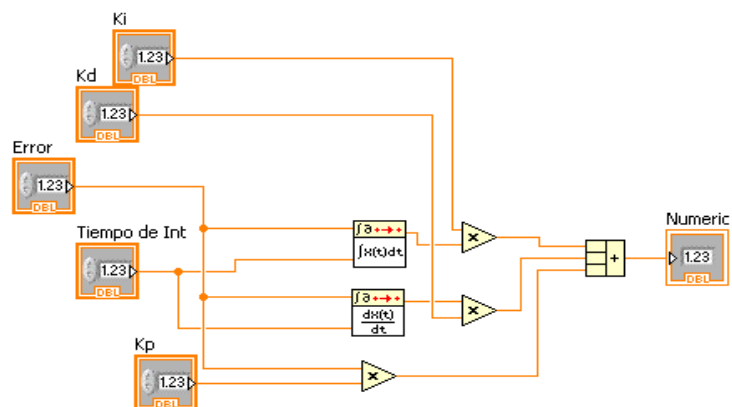 Ki
1.23
DBL
Kd
1.23
DBL
Error
1.23
DBL
Tiempo de Int
1.23
DBL
∫∂
∫x(t)dt
x
∫∂
dx(t)
dt
x
+
Numeric
1.23
DBL
Kp
1.23
DBL
x